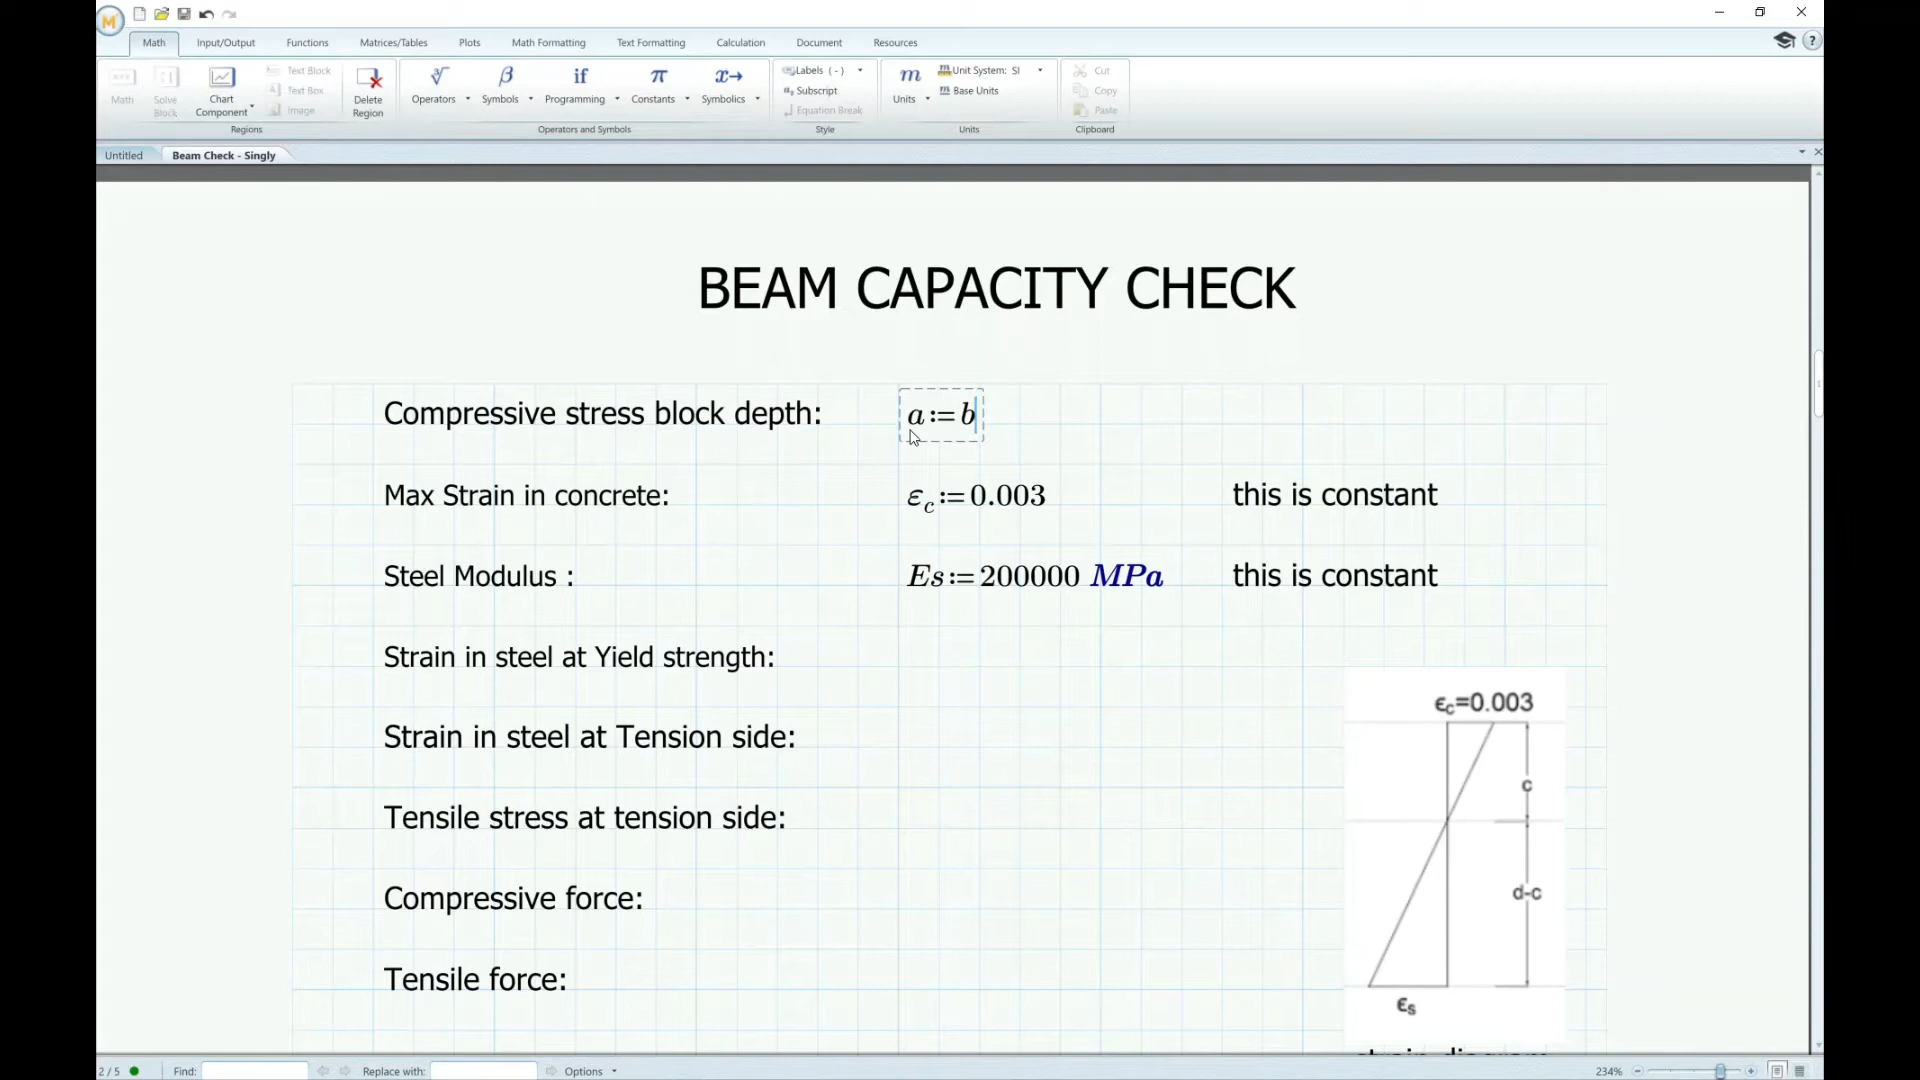 M
Math Input/Output Functions Matrices/Tables Plots Math Formatting Text Formatting Calculation Document Resources
?
Math
Solve Block
Chart Component
Text Block
Text Box
Image
Delete Region
Regions
Operators
β Symbols
if Programming
π Constants
x→ Symbolics
Operators and Symbols
Labels ( - )
Subscript
Equation Break
Style
m Units
Unit System: SI
Base Units
Units
Cut
Copy
Paste
Clipboard
Untitled Beam Check - Singly
BEAM CAPACITY CHECK
Compressive stress block depth: a≔b
Max Strain in concrete: εc≔0.003 this is constant
Steel Modulus : Es≔200000 MPa this is constant
Strain in steel at Yield strength:
Strain in steel at Tension side:
Tensile stress at tension side:
Compressive force:
Tensile force:
εc=0.003
c
d-c
εs
2 / 5 Find: Replace with: Options 234%